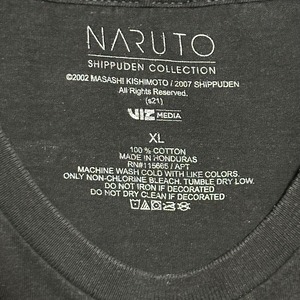 NARUTO
SHIPPUDEN COLLECTION
©2002 MASASHI KISHIMOTO / 2007 SHIPPUDEN
All Rights Reserved.
(s21)
VIZ MEDIA
XL
100 % COTTON
MADE IN HONDURAS
RN#115665 / APT
MACHINE WASH COLD WITH LIKE COLORS.
ONLY NON-CHLORINE BLEACH. TUMBLE DRY LOW.
DO NOT IRON IF DECORATED
DO NOT DRY CLEAN IF DECORATED